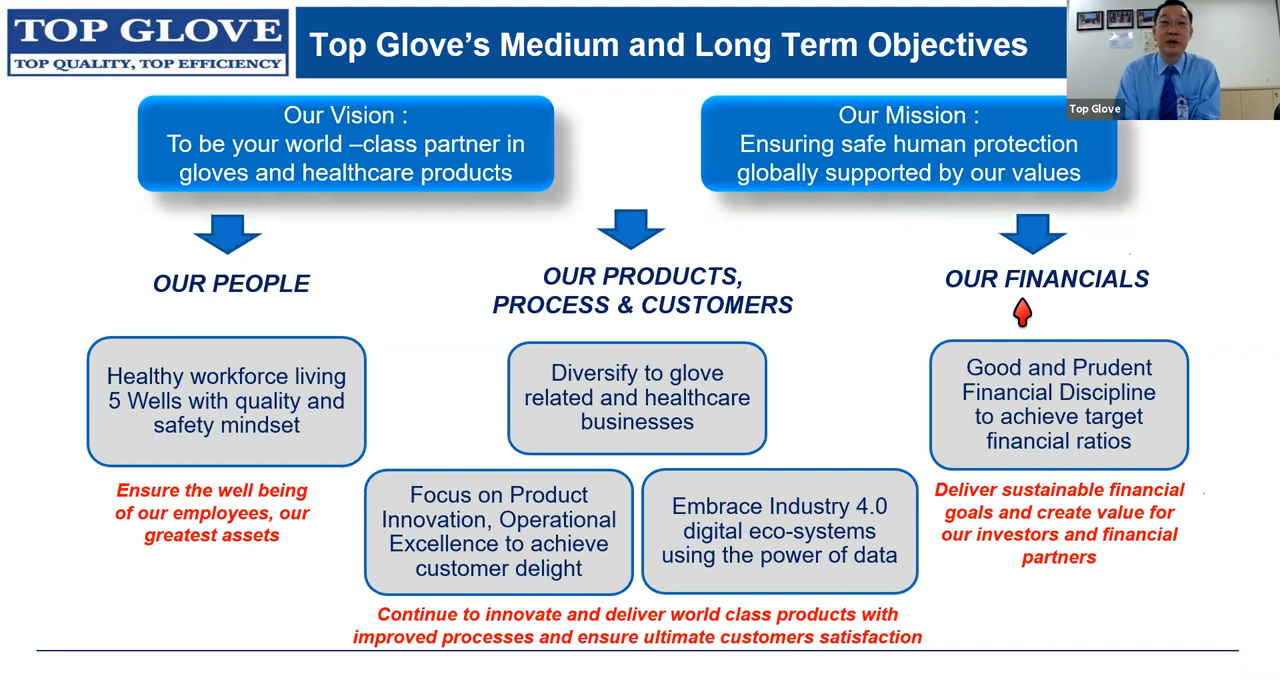 TOP GLOVE
TOP QUALITY, TOP EFFICIENCY
Top Glove's Medium and Long Term Objectives
Top Glove
Our Vision :
To be your world –class partner in
gloves and healthcare products
Our Mission :
Ensuring safe human protection
globally supported by our values
OUR PEOPLE
OUR PRODUCTS,
PROCESS & CUSTOMERS
OUR FINANCIALS
Healthy workforce living
5 Wells with quality and
safety mindset
Ensure the well being
of our employees, our
greatest assets
Diversify to glove
related and healthcare
businesses
Focus on Product
Innovation, Operational
Excellence to achieve
customer delight
Embrace Industry 4.0
digital eco-systems
using the power of data
Continue to innovate and deliver world class products with
improved processes and ensure ultimate customers satisfaction
Good and Prudent
Financial Discipline
to achieve target
financial ratios
Deliver sustainable financial
goals and create value for
our investors and financial
partners